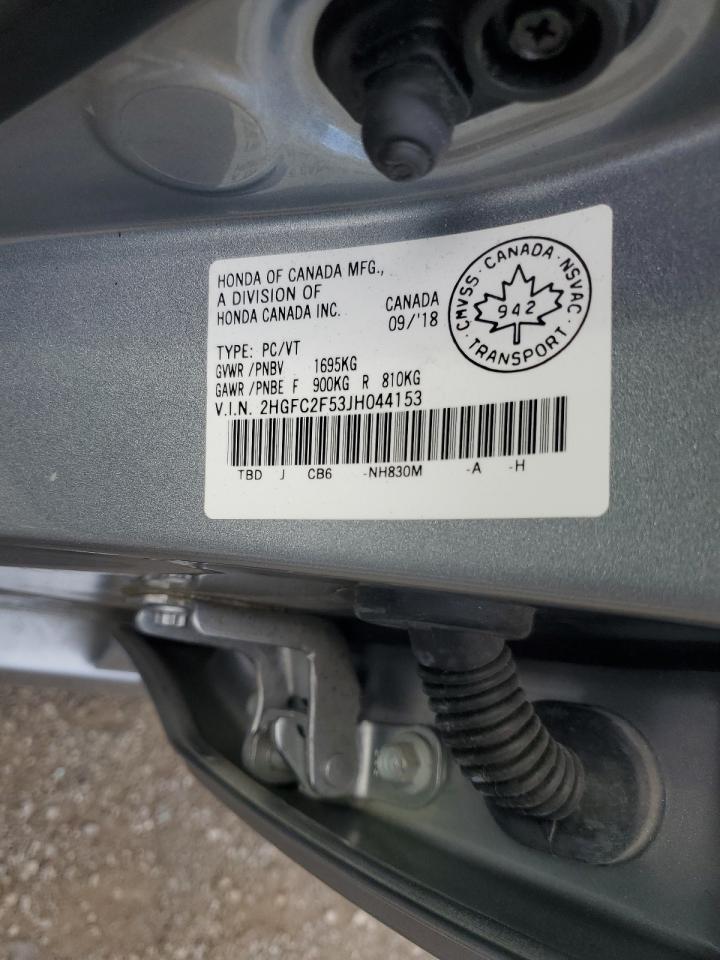 HONDA OF CANADA MFG.,
A DIVISION OF
HONDA CANADA INC.
CANADA
09/'18
CMVSS · CANADA · NSVAC
942
· TRANSPORT ·
TYPE: PC/VT
GVWR/PNBV 1695KG
GAWR/PNBE F 900KG R 810KG
V.I.N. 2HGFC2F53JH044153
TBD J CB6 -NH830M -A -H